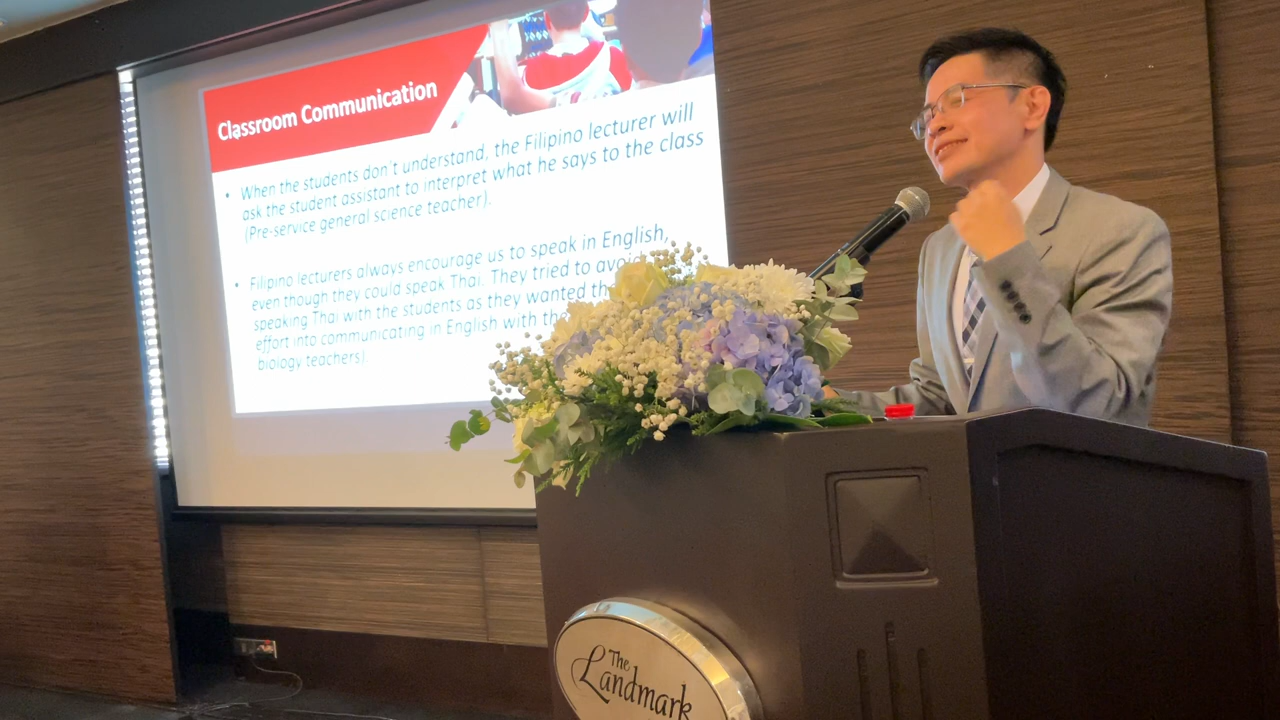 Classroom Communication
• When the students don't understand, the Filipino lecturer will
ask the student assistant to interpret what he says to the class
(Pre-service general science teacher).
• Filipino lecturers always encourage us to speak in English,
even though they could speak Thai. They tried to avoid
speaking Thai with the students as they wanted
effort into communicating in English with
biology teachers).
The
Landmark